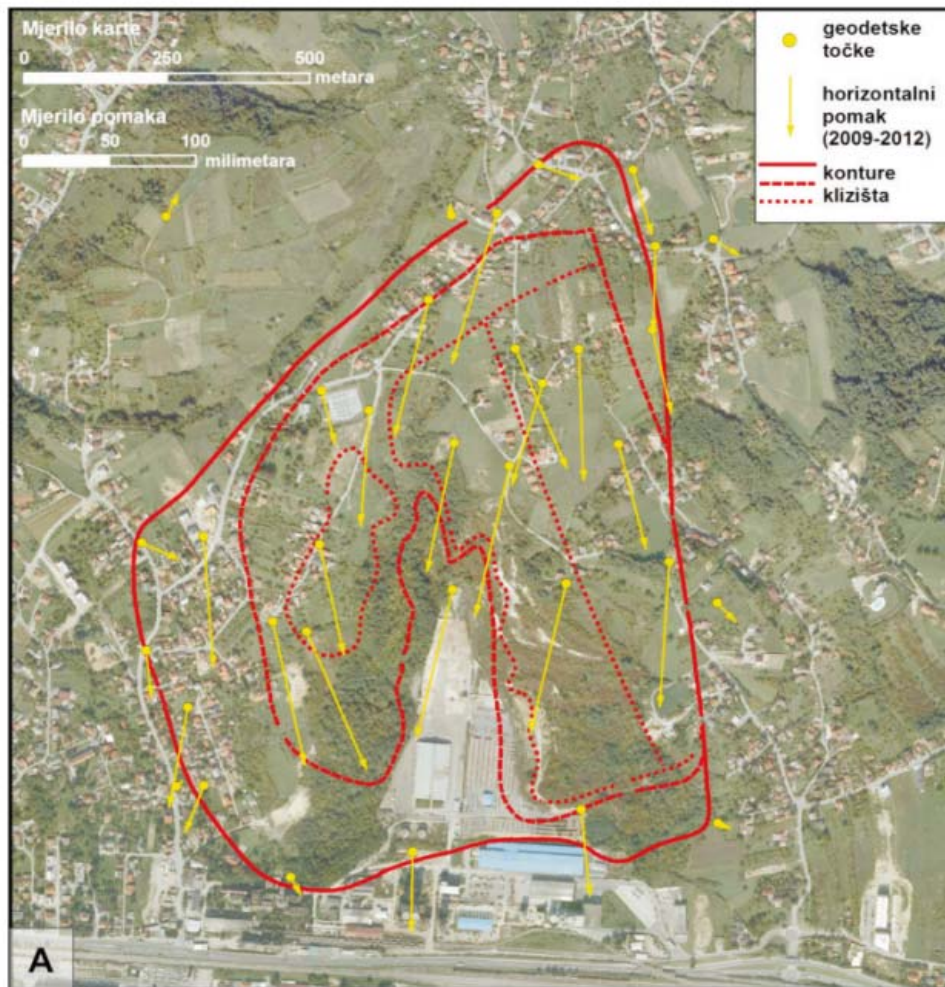 Mjerilo karte
0 250 500
metara
Mjerilo pomaka
0 50 100
milimetara
geodetske
točke
horizontalni
pomak
(2009-2012)
konture
klizišta
A